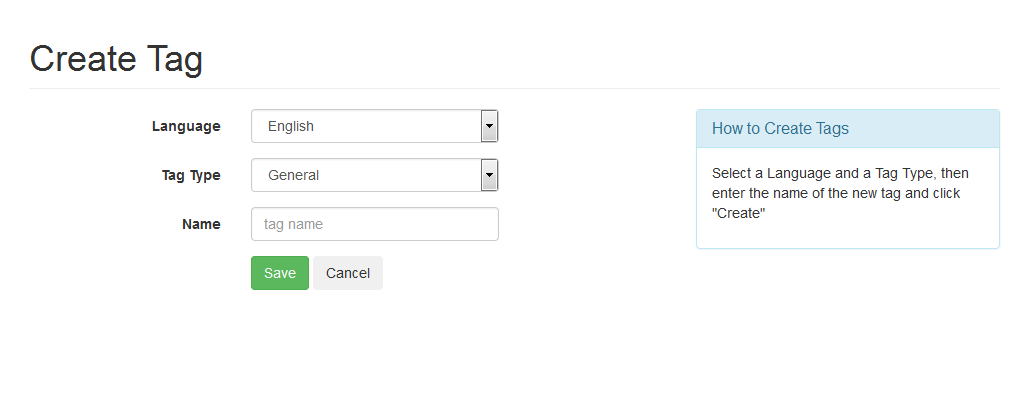 Create Tag
Language
English
Tag Type
General
Name
tag name
Save
Cancel
How to Create Tags
Select a Language and a Tag Type, then
enter the name of the new tag and click
"Create"